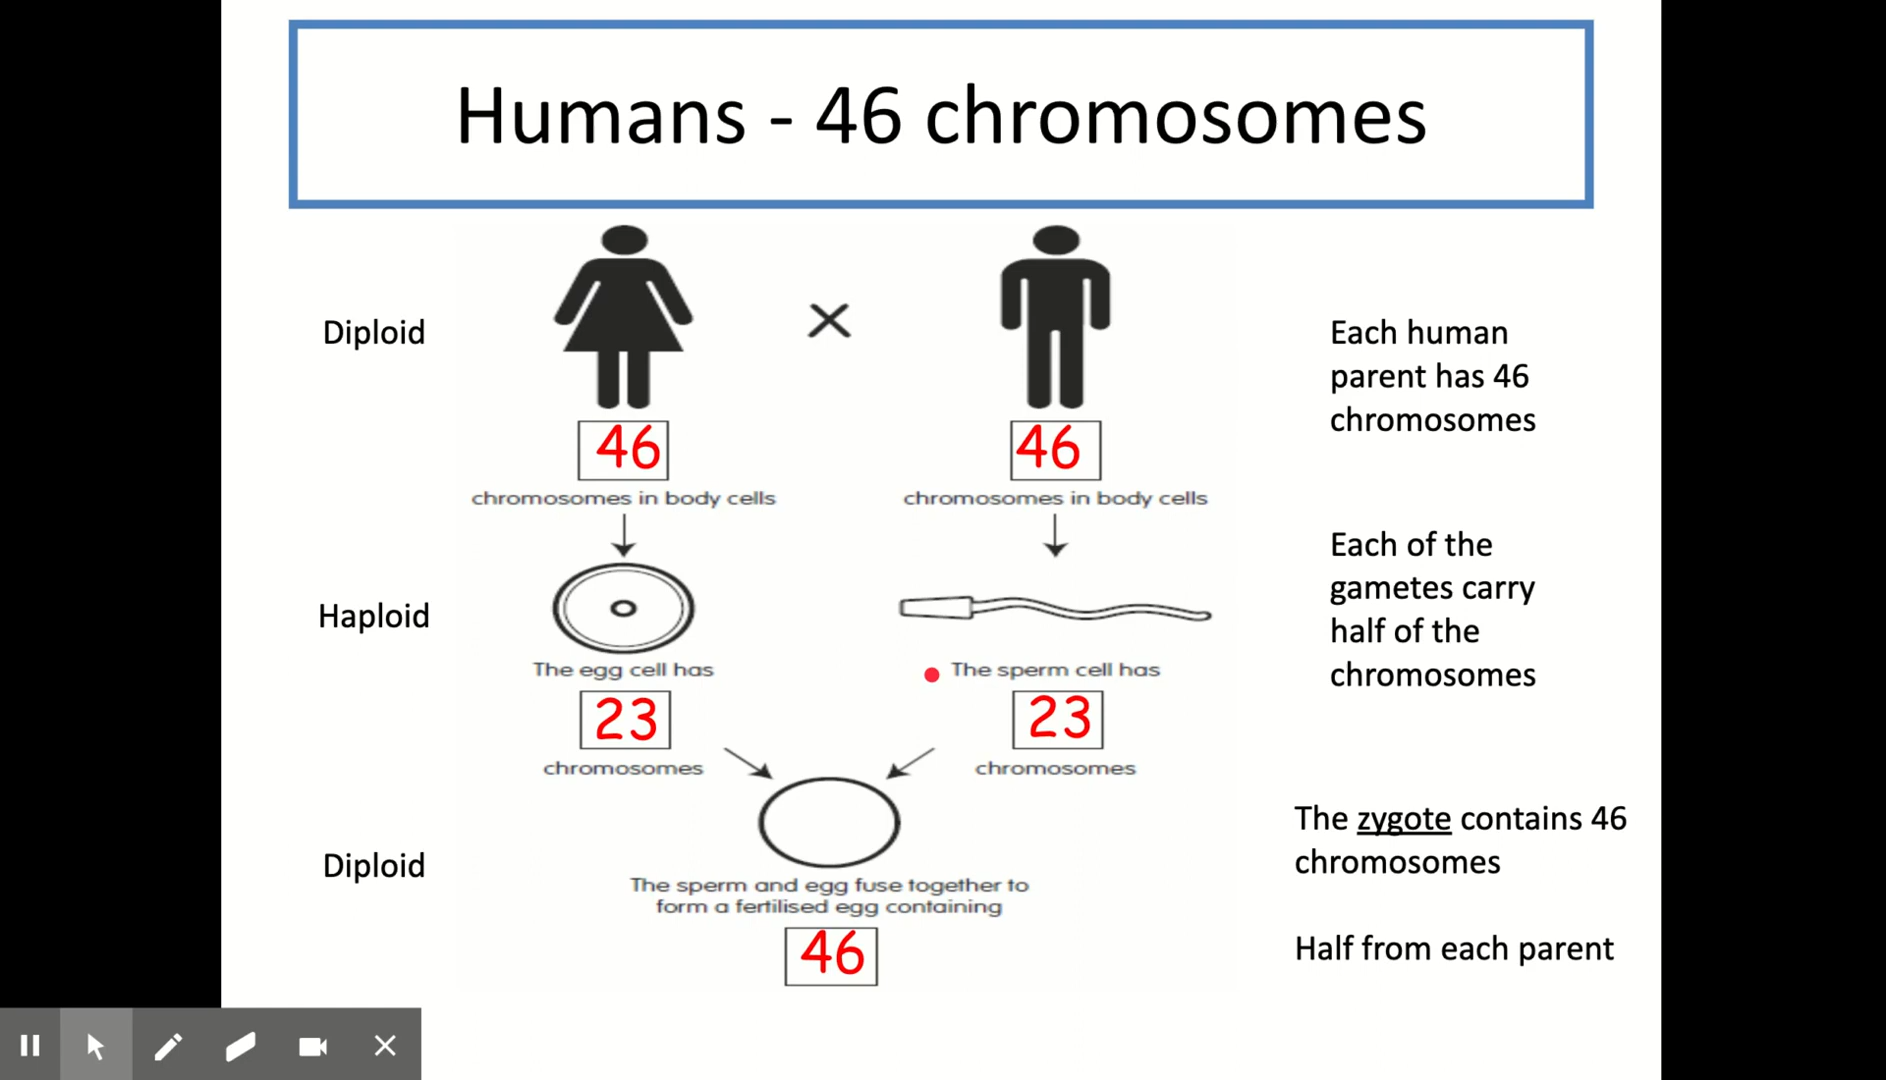 Humans - 46 chromosomes
Diploid
46
chromosomes in body cells
46
chromosomes in body cells
Each human
parent has 46
chromosomes
Haploid
The egg cell has
23
chromosomes
The sperm cell has
23
chromosomes
Each of the
gametes carry
half of the
chromosomes
Diploid
The sperm and egg fuse together to
form a fertilised egg containing
46
The zygote contains 46
chromosomes
Half from each parent